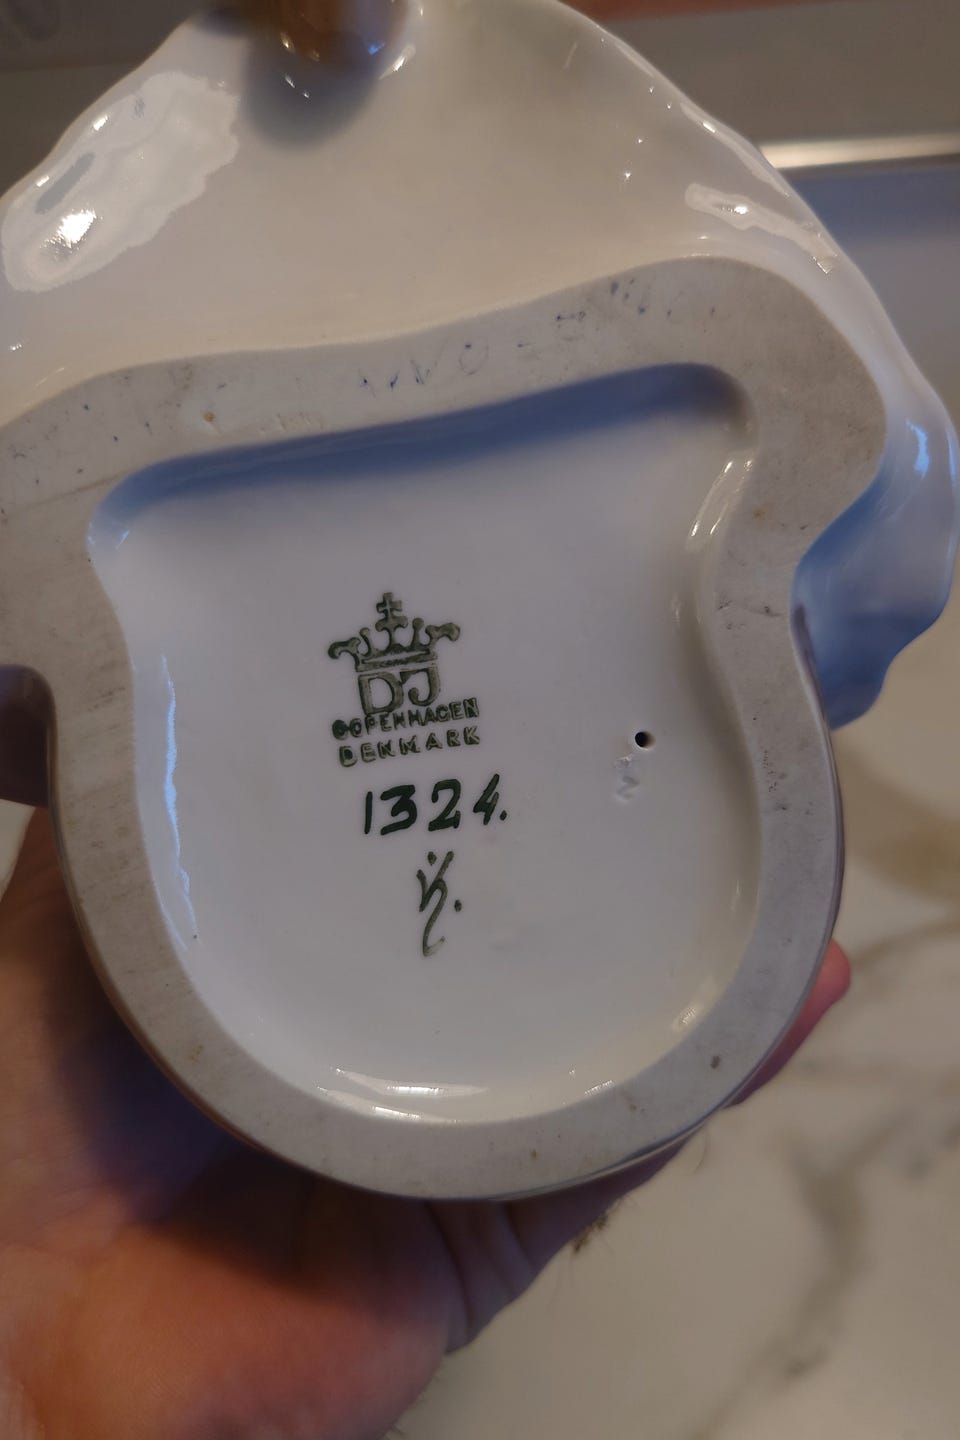 DJ
COPENHAGEN
DENMARK
1324.